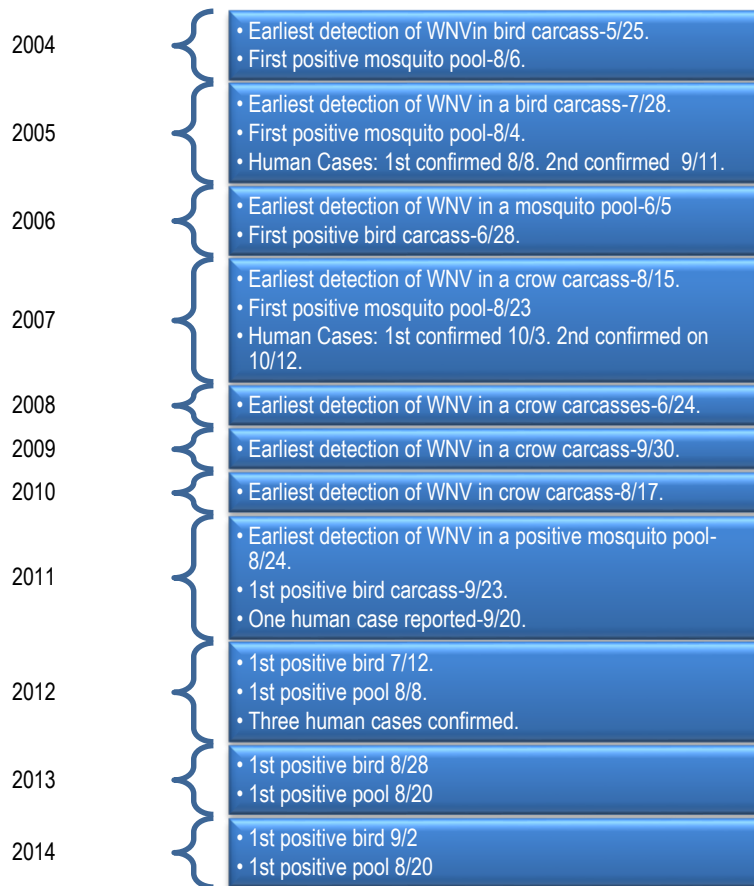 2004
• Earliest detection of WNVin bird carcass-5/25.
• First positive mosquito pool-8/6.
2005
• Earliest detection of WNV in a bird carcass-7/28.
• First positive mosquito pool-8/4.
• Human Cases: 1st confirmed 8/8. 2nd confirmed 9/11.
2006
• Earliest detection of WNV in a mosquito pool-6/5
• First positive bird carcass-6/28.
2007
• Earliest detection of WNV in a crow carcass-8/15.
• First positive mosquito pool-8/23
• Human Cases: 1st confirmed 10/3. 2nd confirmed on
10/12.
2008
• Earliest detection of WNV in a crow carcasses-6/24.
2009
• Earliest detection of WNV in a crow carcass-9/30.
2010
• Earliest detection of WNV in crow carcass-8/17.
2011
• Earliest detection of WNV in a positive mosquito pool-
8/24.
• 1st positive bird carcass-9/23.
• One human case reported-9/20.
2012
• 1st positive bird 7/12.
• 1st positive pool 8/8.
• Three human cases confirmed.
2013
• 1st positive bird 8/28
• 1st positive pool 8/20
2014
• 1st positive bird 9/2
• 1st positive pool 8/20